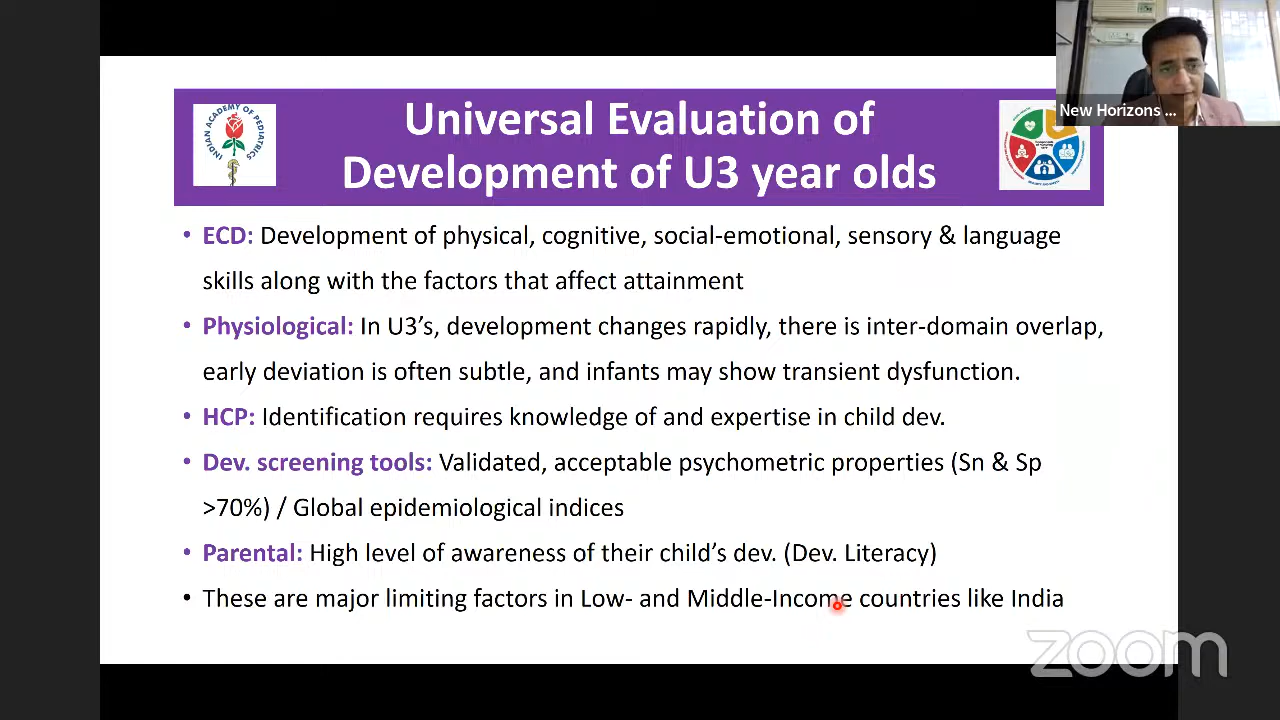 New Horizons ...
INDIAN ACADEMY OF PEDIATRICS
Universal Evaluation of
Development of U3 year olds
• ECD: Development of physical, cognitive, social-emotional, sensory & language
skills along with the factors that affect attainment
• Physiological: In U3’s, development changes rapidly, there is inter-domain overlap,
early deviation is often subtle, and infants may show transient dysfunction.
• HCP: Identification requires knowledge of and expertise in child dev.
• Dev. screening tools: Validated, acceptable psychometric properties (Sn & Sp
>70%) / Global epidemiological indices
• Parental: High level of awareness of their child’s dev. (Dev. Literacy)
• These are major limiting factors in Low- and Middle-Income countries like India
zoom